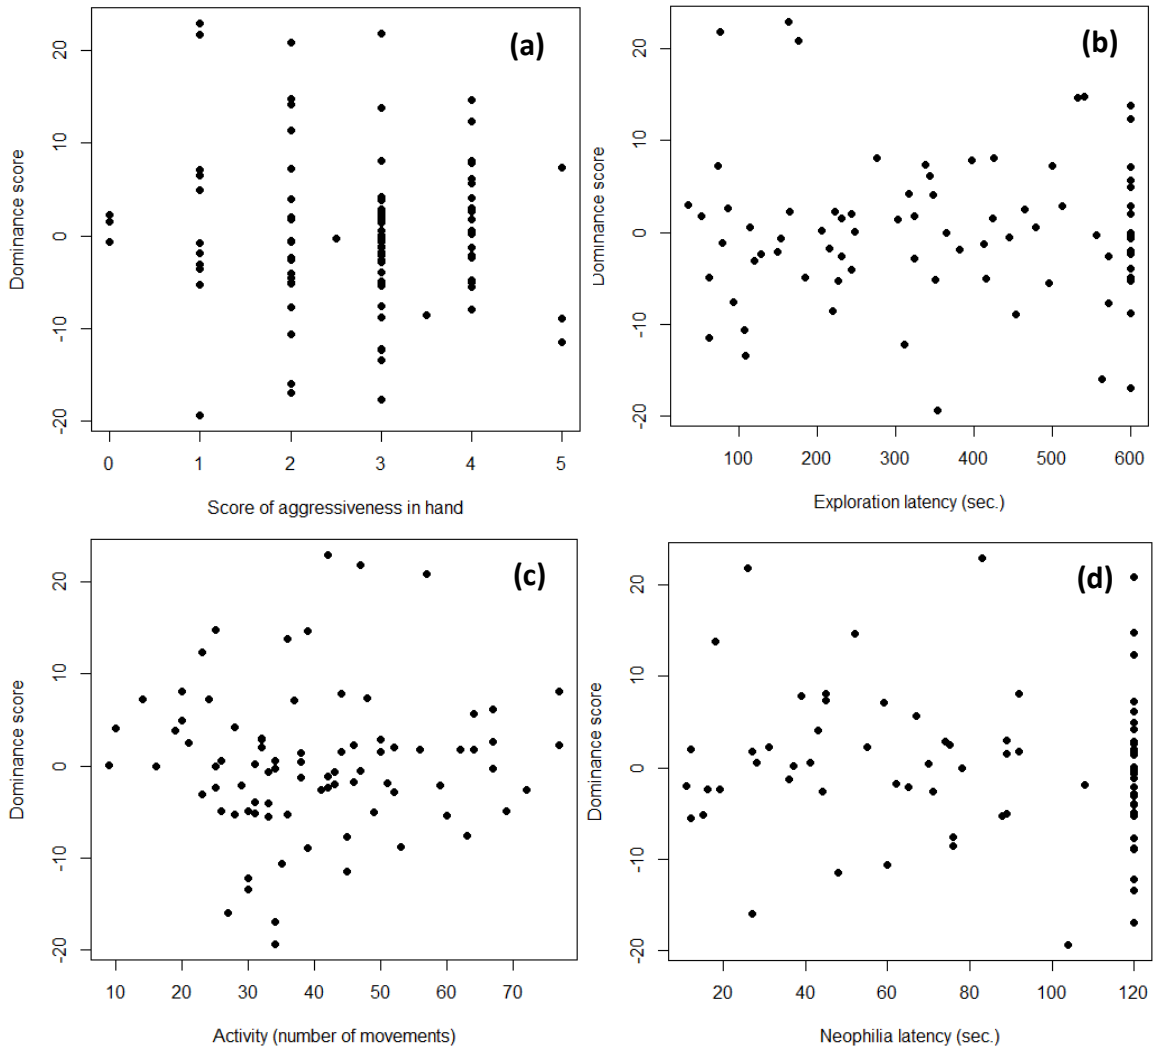 (a)
Dominance score
20
10
0
-10
-20
0 1 2 3 4 5
Score of aggressiveness in hand
(b)
Dominance score
20
10
0
-10
-20
100 200 300 400 500 600
Exploration latency (sec.)
(c)
Dominance score
20
10
0
-10
-20
10 20 30 40 50 60 70
Activity (number of movements)
(d)
Dominance score
20
10
0
-10
-20
20 40 60 80 100 120
Neophilia latency (sec.)